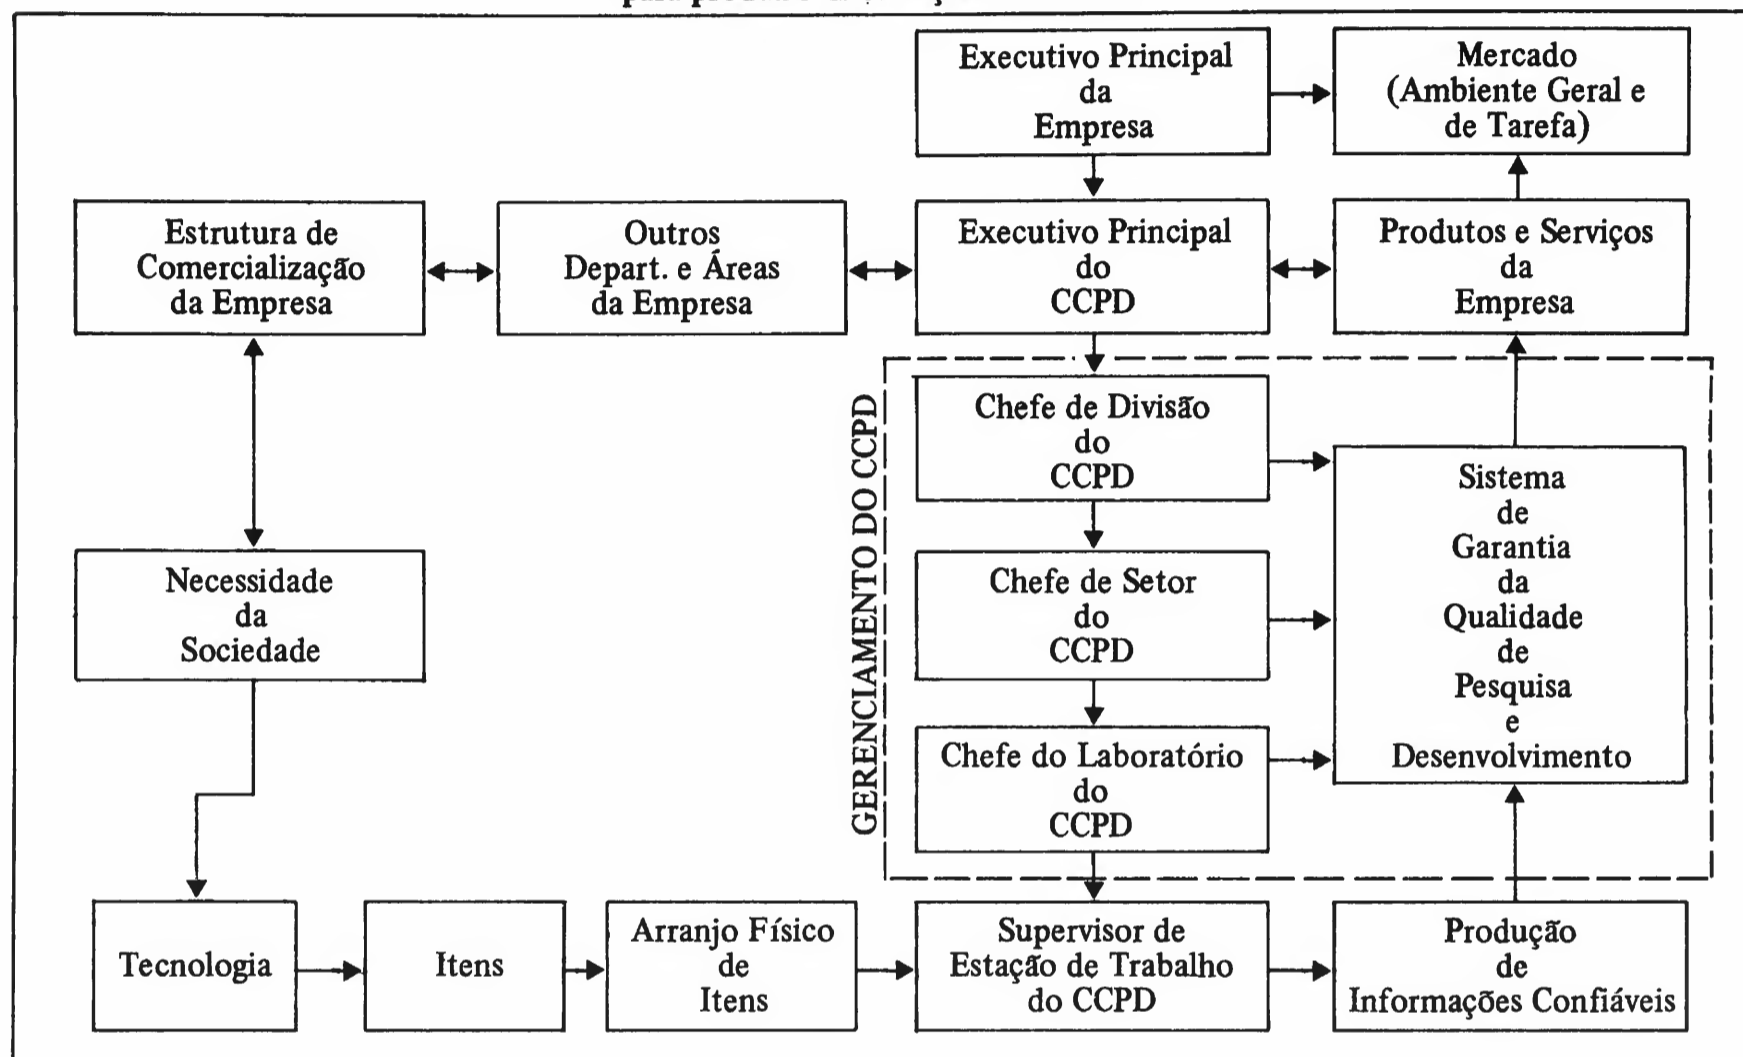 Executivo Principal
da
Empresa
Mercado
(Ambiente Geral e
de Tarefa)
Estrutura de
Comercialização
da Empresa
Outros
Depart. e Áreas
da Empresa
Executivo Principal
do
CCPD
Produtos e Serviços
da
Empresa
GERENCIAMENTO DO CCPD
Chefe de Divisão
do
CCPD
Sistema
de
Garantia
da
Qualidade
de
Pesquisa
e
Desenvolvimento
Necessidade
da
Sociedade
Chefe de Setor
do
CCPD
Chefe do Laboratório
do
CCPD
Tecnologia
Itens
Arranjo Físico
de
Itens
Supervisor de
Estação de Trabalho
do CCPD
Produção
de
Informações Confiáveis